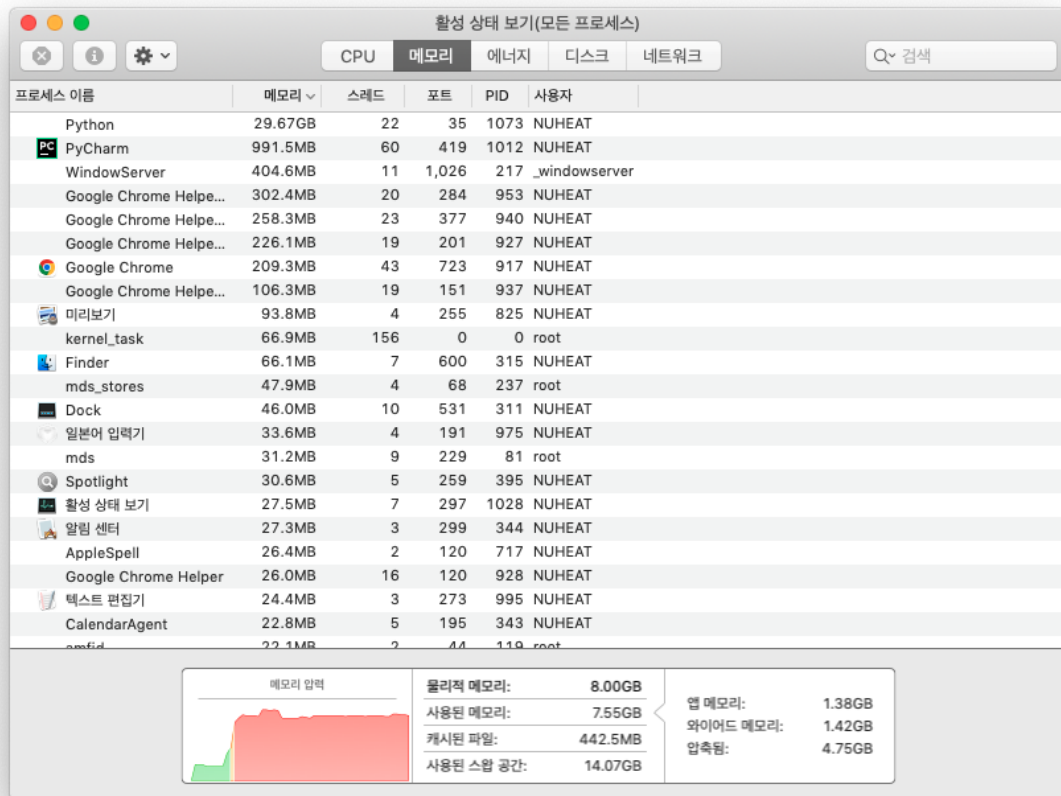 활성 상태 보기(모든 프로세스)
CPU 메모리 에너지 디스크 네트워크 검색
프로세스 이름 메모리 스레드 포트 PID 사용자
Python 29.67GB 22 35 1073 NUHEAT
PC PyCharm 991.5MB 60 419 1012 NUHEAT
WindowServer 404.6MB 11 1,026 217 _windowserver
Google Chrome Helpe... 302.4MB 20 284 953 NUHEAT
Google Chrome Helpe... 258.3MB 23 377 940 NUHEAT
Google Chrome Helpe... 226.1MB 19 201 927 NUHEAT
Google Chrome 209.3MB 43 723 917 NUHEAT
Google Chrome Helpe... 106.3MB 19 151 937 NUHEAT
미리보기 93.8MB 4 255 825 NUHEAT
kernel_task 66.9MB 156 0 0 root
Finder 66.1MB 7 600 315 NUHEAT
mds_stores 47.9MB 4 68 237 root
Dock 46.0MB 10 531 311 NUHEAT
일본어 입력기 33.6MB 4 191 975 NUHEAT
mds 31.2MB 9 229 81 root
Spotlight 30.6MB 5 259 395 NUHEAT
활성 상태 보기 27.5MB 7 297 1028 NUHEAT
알림 센터 27.3MB 3 299 344 NUHEAT
AppleSpell 26.4MB 2 120 717 NUHEAT
Google Chrome Helper 26.0MB 16 120 928 NUHEAT
텍스트 편집기 24.4MB 3 273 995 NUHEAT
CalendarAgent 22.8MB 5 195 343 NUHEAT
amfid 22.1MB 2 44 119 root
메모리 압력
물리적 메모리: 8.00GB
사용된 메모리: 7.55GB
캐시된 파일: 442.5MB
사용된 스왑 공간: 14.07GB
앱 메모리: 1.38GB
와이어드 메모리: 1.42GB
압축됨: 4.75GB